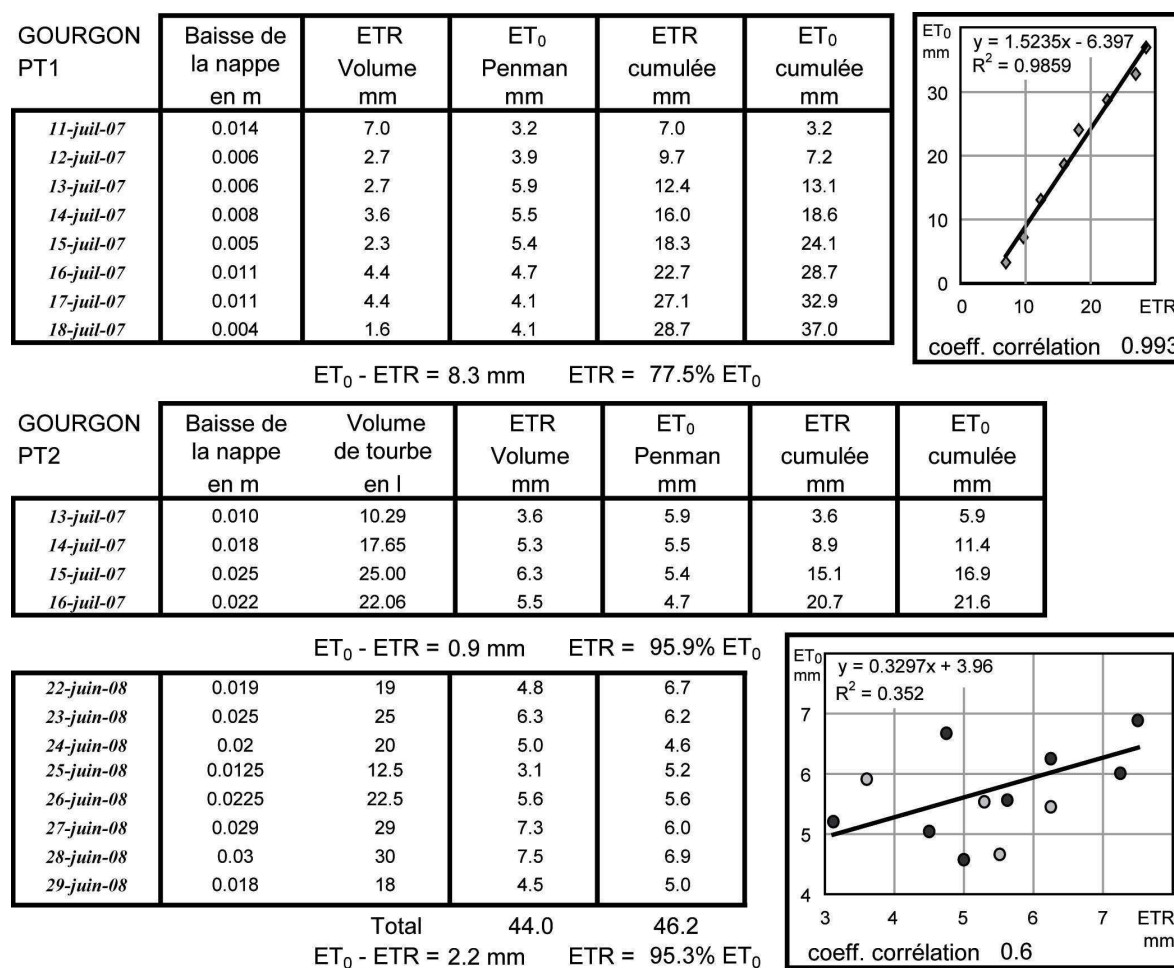 GOURGON Baisse de ETR ET₀ ETR ET₀
PT1 la nappe Volume Penman cumulée cumulée
en m mm mm mm mm
11-juil-07 0.014 7.0 3.2 7.0 3.2
12-juil-07 0.006 2.7 3.9 9.7 7.2
13-juil-07 0.006 2.7 5.9 12.4 13.1
14-juil-07 0.008 3.6 5.5 16.0 18.6
15-juil-07 0.005 2.3 5.4 18.3 24.1
16-juil-07 0.011 4.4 4.7 22.7 28.7
17-juil-07 0.011 4.4 4.1 27.1 32.9
18-juil-07 0.004 1.6 4.1 28.7 37.0
ET₀ - ETR = 8.3 mm ETR = 77.5% ET₀
ET₀
mm
y = 1.5235x - 6.397
R² = 0.9859
30
20
10
0
0 10 20 ETR
coeff. corrélation 0.993
GOURGON Baisse de Volume ETR ET₀ ETR ET₀
PT2 la nappe de tourbe Volume Penman cumulée cumulée
en m en l mm mm mm mm
13-juil-07 0.010 10.29 3.6 5.9 3.6 5.9
14-juil-07 0.018 17.65 5.3 5.5 8.9 11.4
15-juil-07 0.025 25.00 6.3 5.4 15.1 16.9
16-juil-07 0.022 22.06 5.5 4.7 20.7 21.6
ET₀ - ETR = 0.9 mm ETR = 95.9% ET₀
22-juin-08 0.019 19 4.8 6.7
23-juin-08 0.025 25 6.3 6.2
24-juin-08 0.02 20 5.0 4.6
25-juin-08 0.0125 12.5 3.1 5.2
26-juin-08 0.0225 22.5 5.6 5.6
27-juin-08 0.029 29 7.3 6.0
28-juin-08 0.03 30 7.5 6.9
29-juin-08 0.018 18 4.5 5.0
Total 44.0 46.2
ET₀ - ETR = 2.2 mm ETR = 95.3% ET₀
ET₀
mm
y = 0.3297x + 3.96
R² = 0.352
7
6
5
4
3 4 5 6 7 ETR
mm
coeff. corrélation 0.6